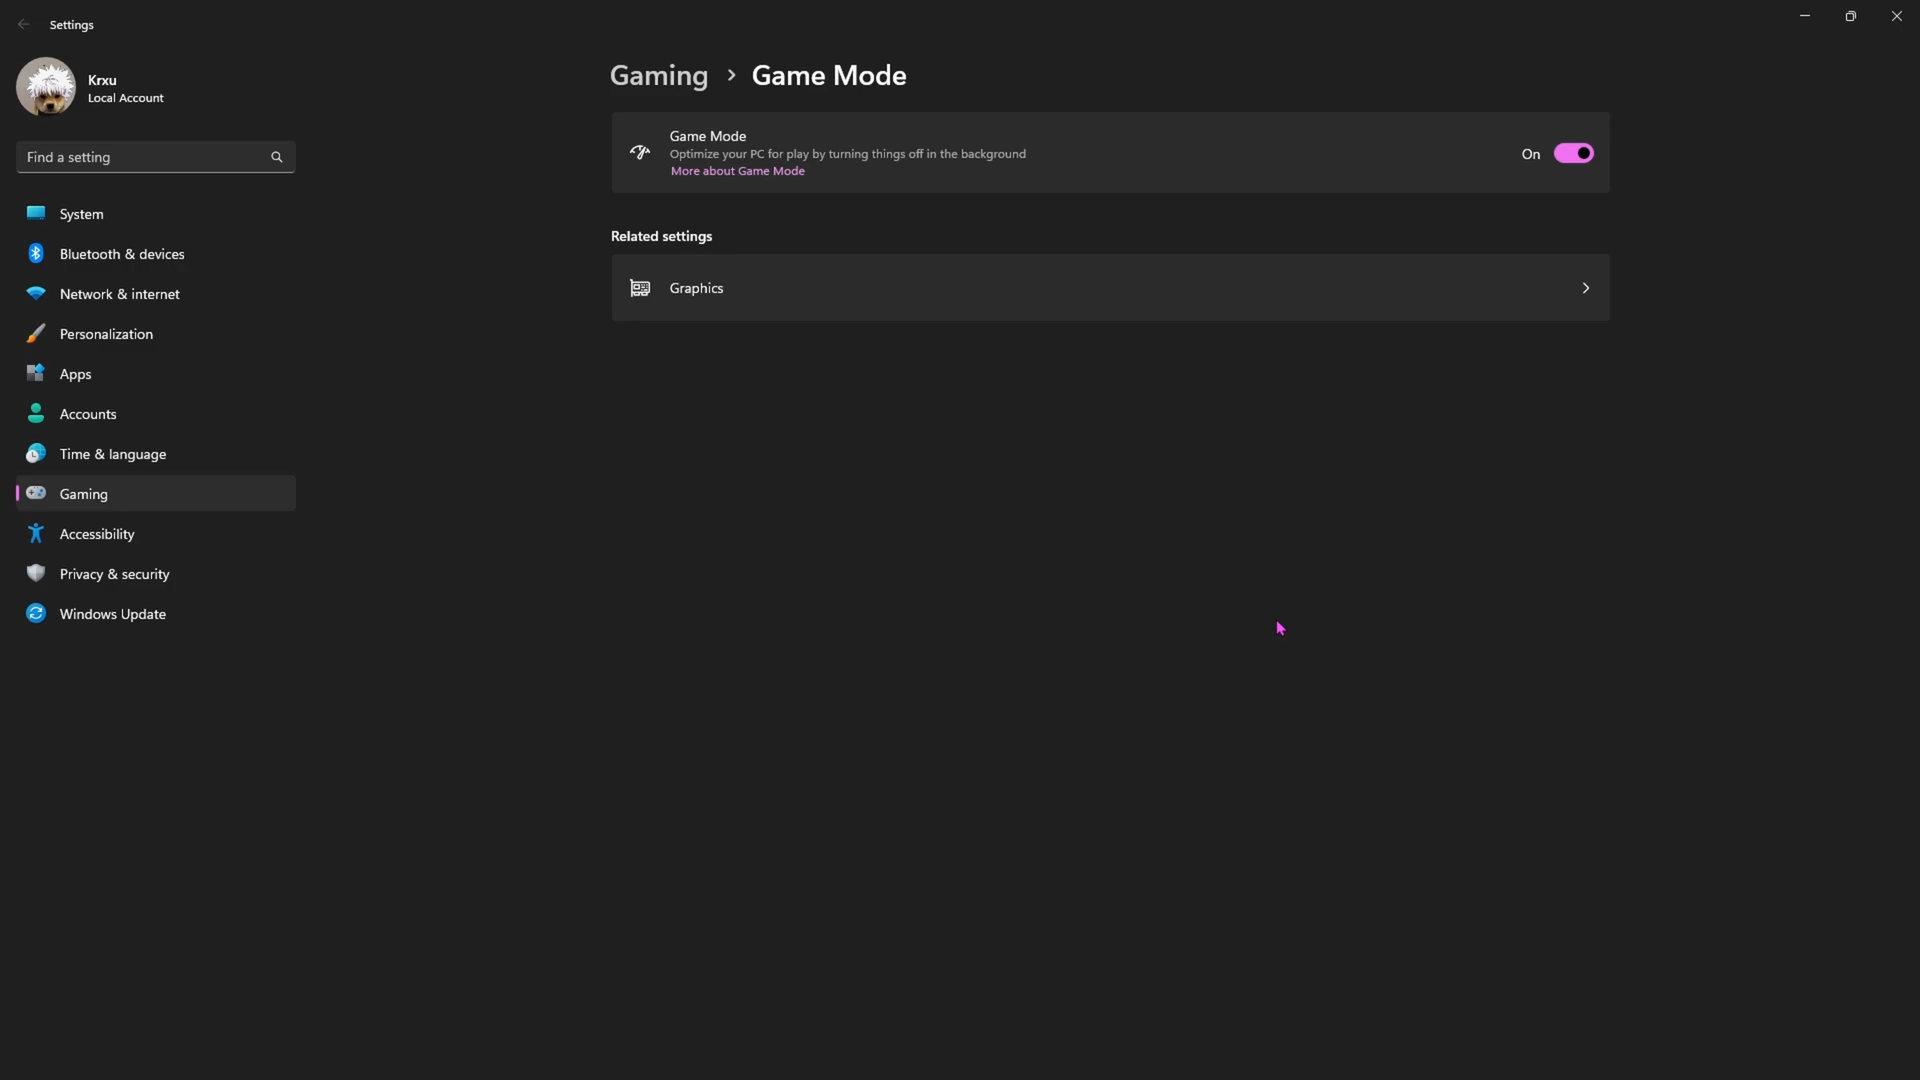 Settings
Krxu
Local Account
Find a setting
System
Bluetooth & devices
Network & internet
Personalization
Apps
Accounts
Time & language
Gaming
Accessibility
Privacy & security
Windows Update
Gaming > Game Mode
Game Mode
Optimize your PC for play by turning things off in the background
More about Game Mode
On
Related settings
Graphics